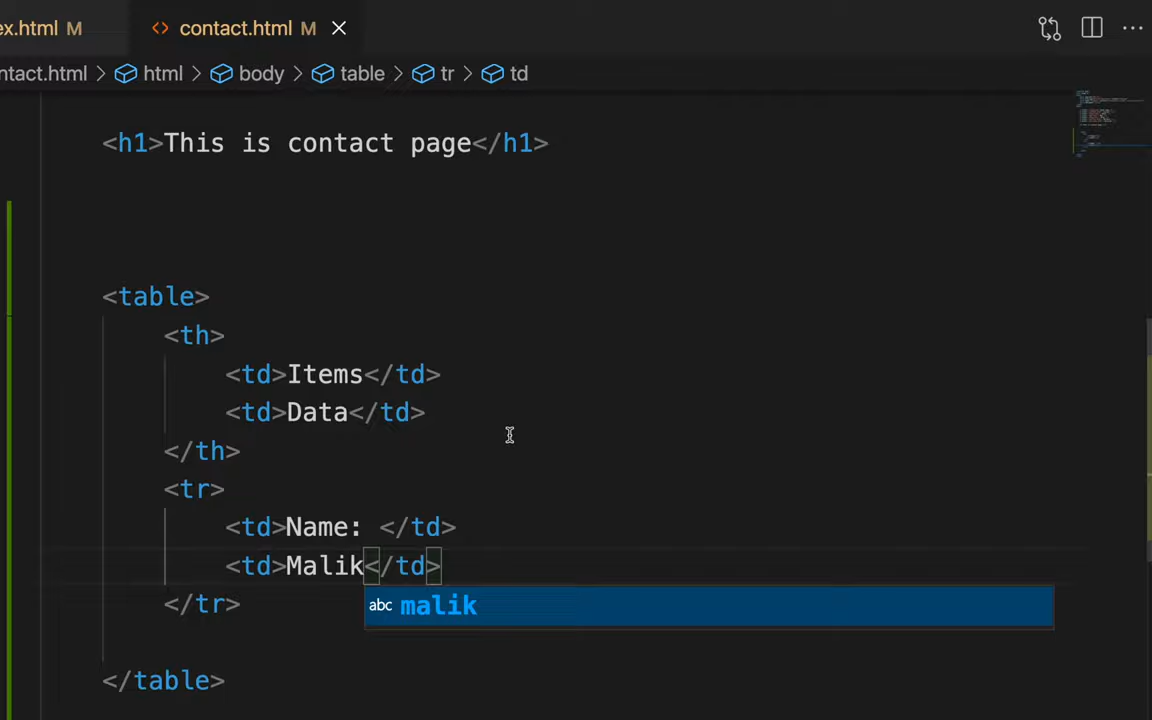 ex.html M
<> contact.html M ×
ntact.html > html > body > table > tr > td
<h1>This is contact page</h1>
<table>
<th>
<td>Items</td>
<td>Data</td>
</th>
<tr>
<td>Name: </td>
<td>Malik</td>
abc malik
</tr>
</table>